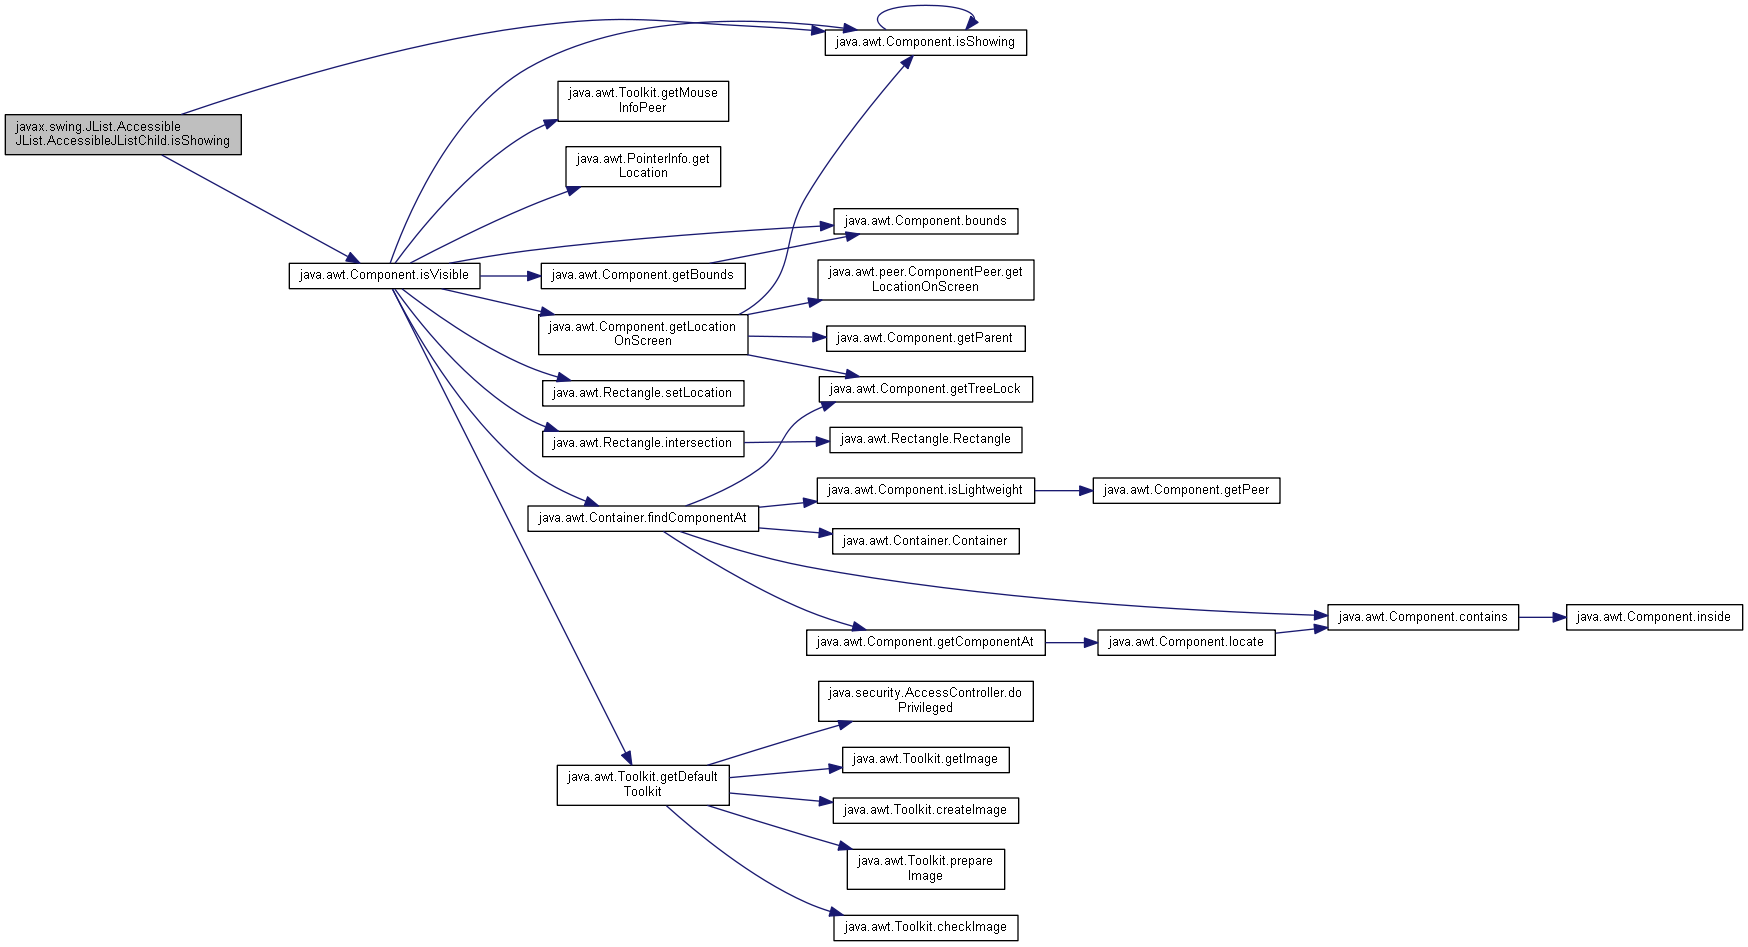 java.awt.Component.isShowing
java.awt.Toolkit.getMouse
InfoPeer
javax.swing.JList.Accessible
JList.AccessibleJListChild.isShowing
java.awt.PointerInfo.get
Location
java.awt.Component.bounds
java.awt.Component.isVisible
java.awt.Component.getBounds
java.awt.peer.ComponentPeer.get
LocationOnScreen
java.awt.Component.getLocation
OnScreen
java.awt.Component.getParent
java.awt.Rectangle.setLocation
java.awt.Component.getTreeLock
java.awt.Rectangle.intersection
java.awt.Rectangle.Rectangle
java.awt.Component.isLightweight
java.awt.Component.getPeer
java.awt.Container.findComponentAt
java.awt.Container.Container
java.awt.Component.contains
java.awt.Component.inside
java.awt.Component.getComponentAt
java.awt.Component.locate
java.security.AccessController.do
Privileged
java.awt.Toolkit.getImage
java.awt.Toolkit.getDefault
Toolkit
java.awt.Toolkit.createImage
java.awt.Toolkit.prepare
Image
java.awt.Toolkit.checkImage